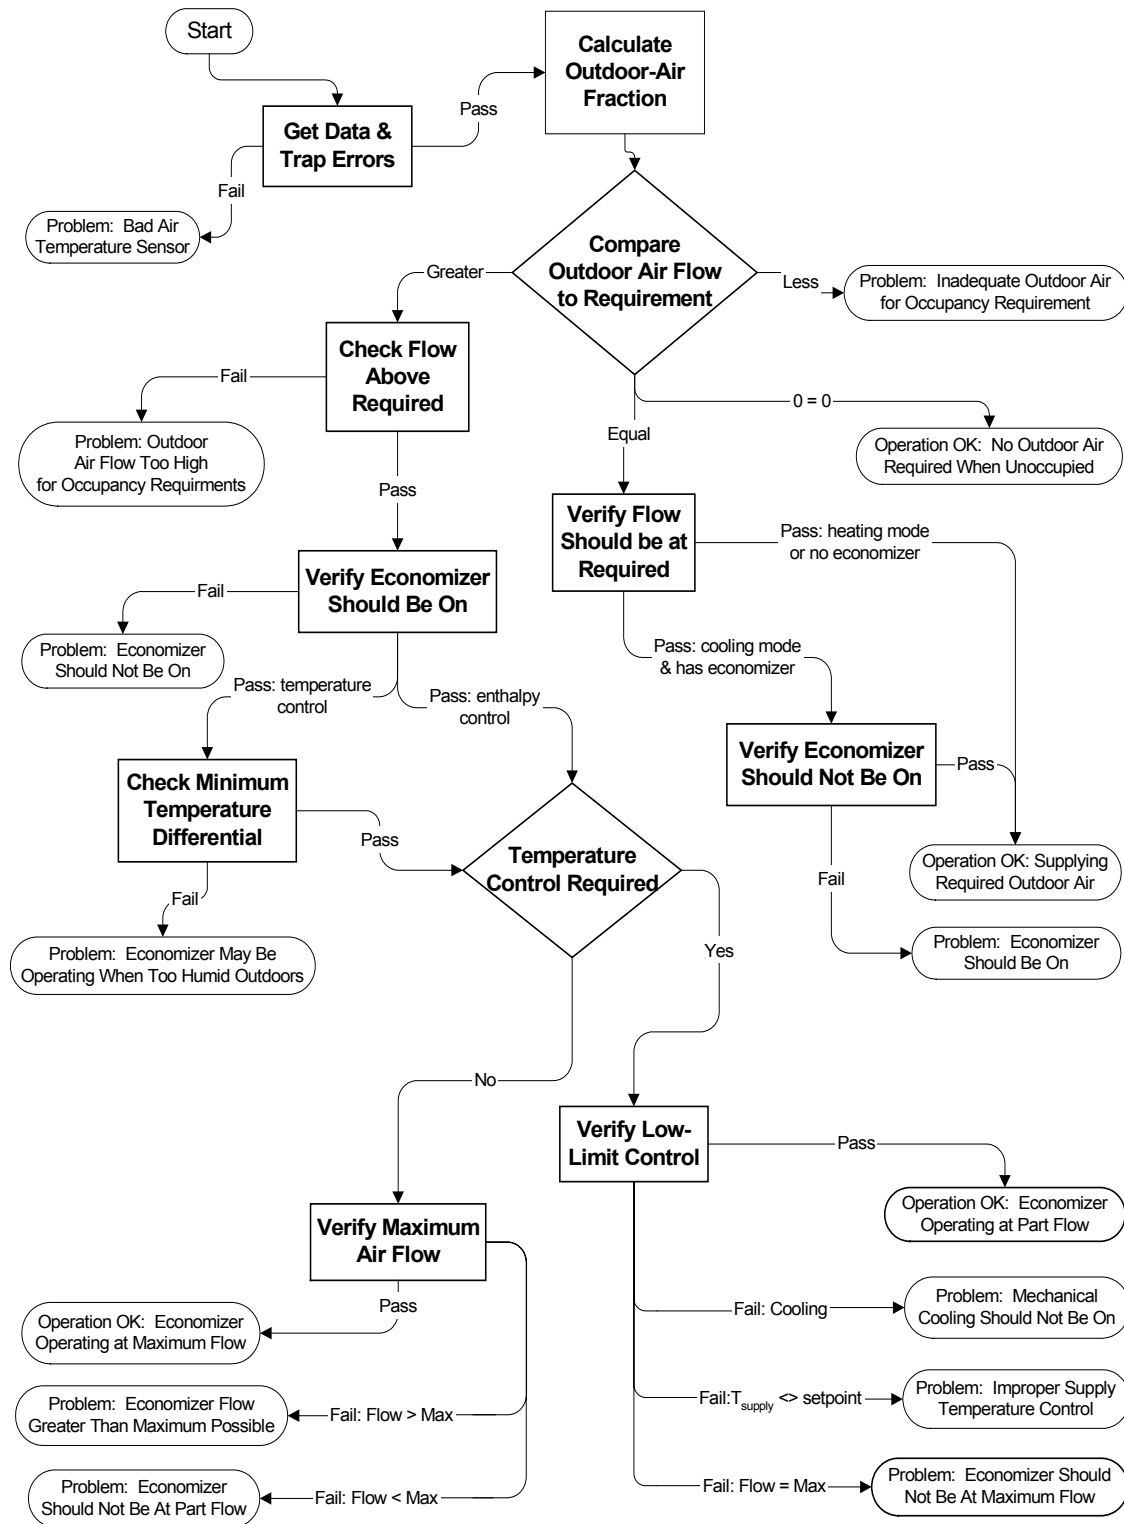 Start
Calculate
Outdoor-Air
Fraction
Pass
Get Data &
Trap Errors
Fail
Problem: Bad Air
Temperature Sensor
Compare
Outdoor Air Flow
to Requirement
Greater
Less
Problem: Inadequate Outdoor Air
for Occupancy Requirement
Check Flow
Above
Required
Fail
0 = 0
Equal
Problem: Outdoor
Air Flow Too High
for Occupancy Requirments
Operation OK: No Outdoor Air
Required When Unoccupied
Pass
Verify Flow
Should be at
Required
Pass: heating mode
or no economizer
Verify Economizer
Should Be On
Fail
Problem: Economizer
Should Not Be On
Pass: cooling mode
& has economizer
Pass: temperature
control
Pass: enthalpy
control
Verify Economizer
Should Not Be On
Pass
Check Minimum
Temperature
Differential
Pass
Temperature
Control Required
Operation OK: Supplying
Required Outdoor Air
Fail
Fail
Problem: Economizer May Be
Operating When Too Humid Outdoors
Yes
Problem: Economizer
Should Be On
No
Verify Low-
Limit Control
Pass
Operation OK: Economizer
Operating at Part Flow
Verify Maximum
Air Flow
Pass
Operation OK: Economizer
Operating at Maximum Flow
Fail: Cooling
Problem: Mechanical
Cooling Should Not Be On
Problem: Economizer Flow
Greater Than Maximum Possible
Fail: Flow > Max
Fail:Tsupply <> setpoint
Problem: Improper Supply
Temperature Control
Problem: Economizer
Should Not Be At Part Flow
Fail: Flow < Max
Fail: Flow = Max
Problem: Economizer Should
Not Be At Maximum Flow